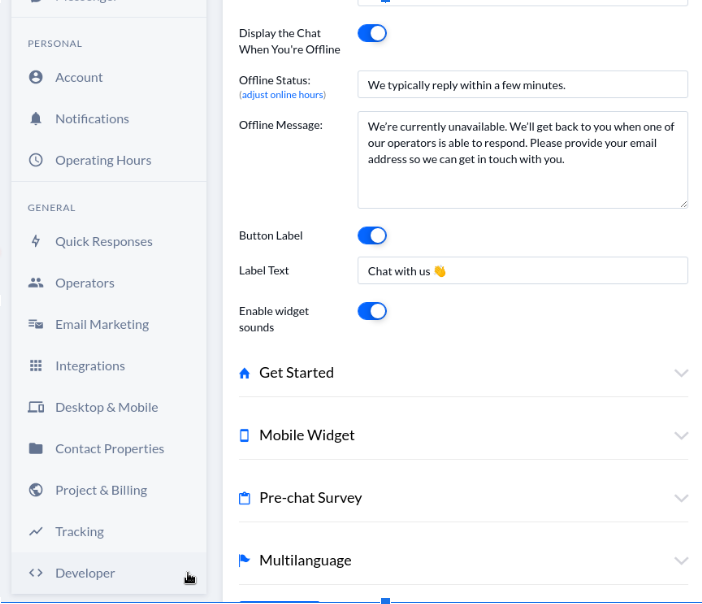 PERSONAL
Account
Notifications
Operating Hours
GENERAL
Quick Responses
Operators
Email Marketing
Integrations
Desktop & Mobile
Contact Properties
Project & Billing
Tracking
Developer
Display the Chat
When You're Offline
Offline Status:
(adjust online hours)
We typically reply within a few minutes.
Offline Message:
We're currently unavailable. We'll get back to you when one of
our operators is able to respond. Please provide your email
address so we can get in touch with you.
Button Label
Label Text
Chat with us 👋
Enable widget
sounds
Get Started
Mobile Widget
Pre-chat Survey
Multilanguage